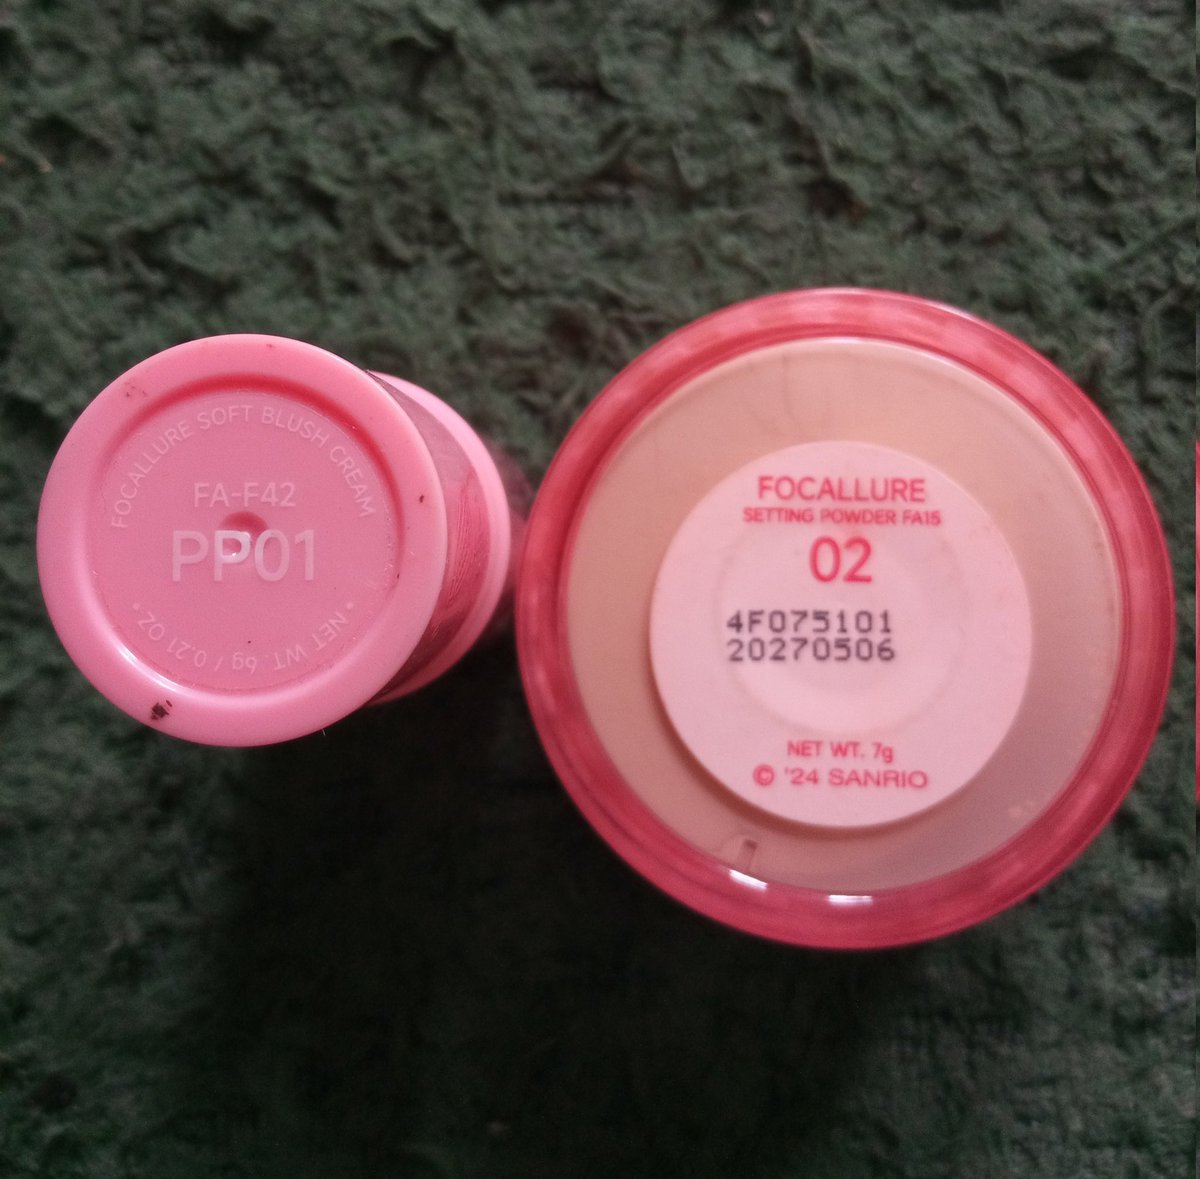 FOCALLURE SOFT BLUSH CREAM
FA-F42
PP01
• NET WT. 6g / 0.21 OZ. •
FOCALLURE
SETTING POWDER FA15
02
4F075101
20270506
NET WT. 7g
© '24 SANRIO